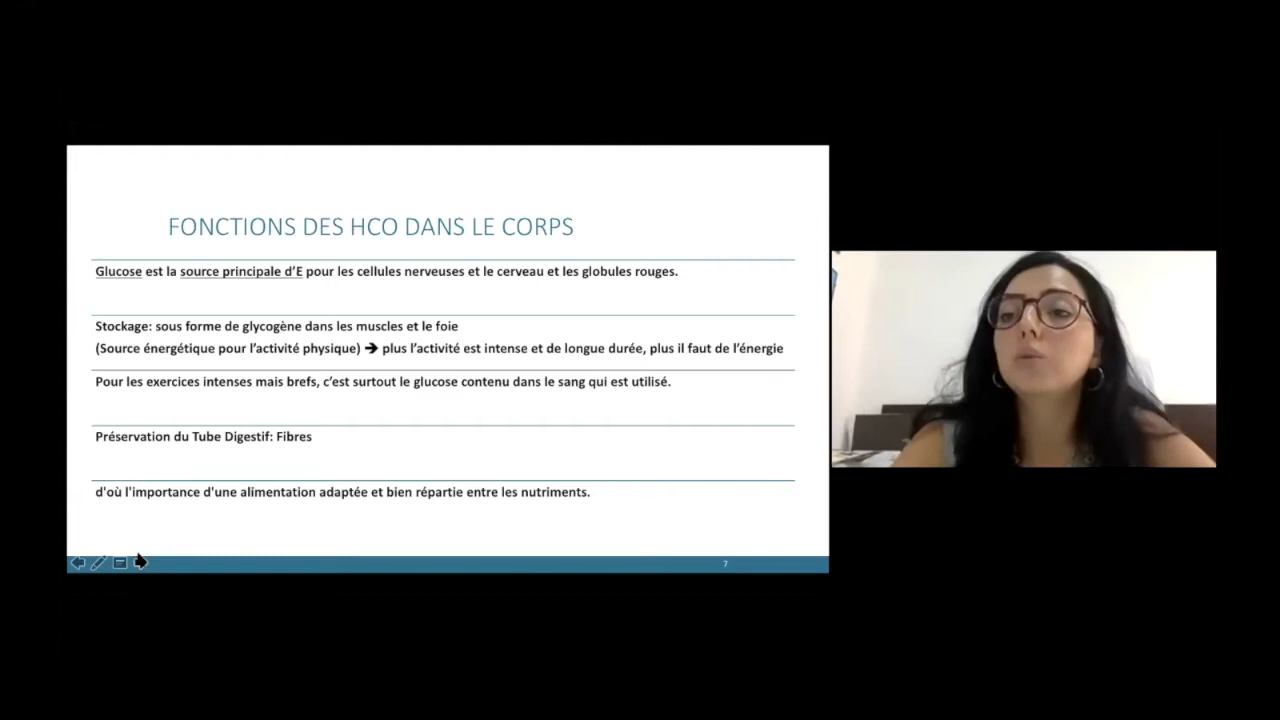 FONCTIONS DES HCO DANS LE CORPS
Glucose est la source principale d’E pour les cellules nerveuses et le cerveau et les globules rouges.
Stockage: sous forme de glycogène dans les muscles et le foie
(Source énergétique pour l’activité physique) ➔ plus l’activité est intense et de longue durée, plus il faut de l’énergie
Pour les exercices intenses mais brefs, c’est surtout le glucose contenu dans le sang qui est utilisé.
Préservation du Tube Digestif: Fibres
d'où l'importance d'une alimentation adaptée et bien répartie entre les nutriments.
7